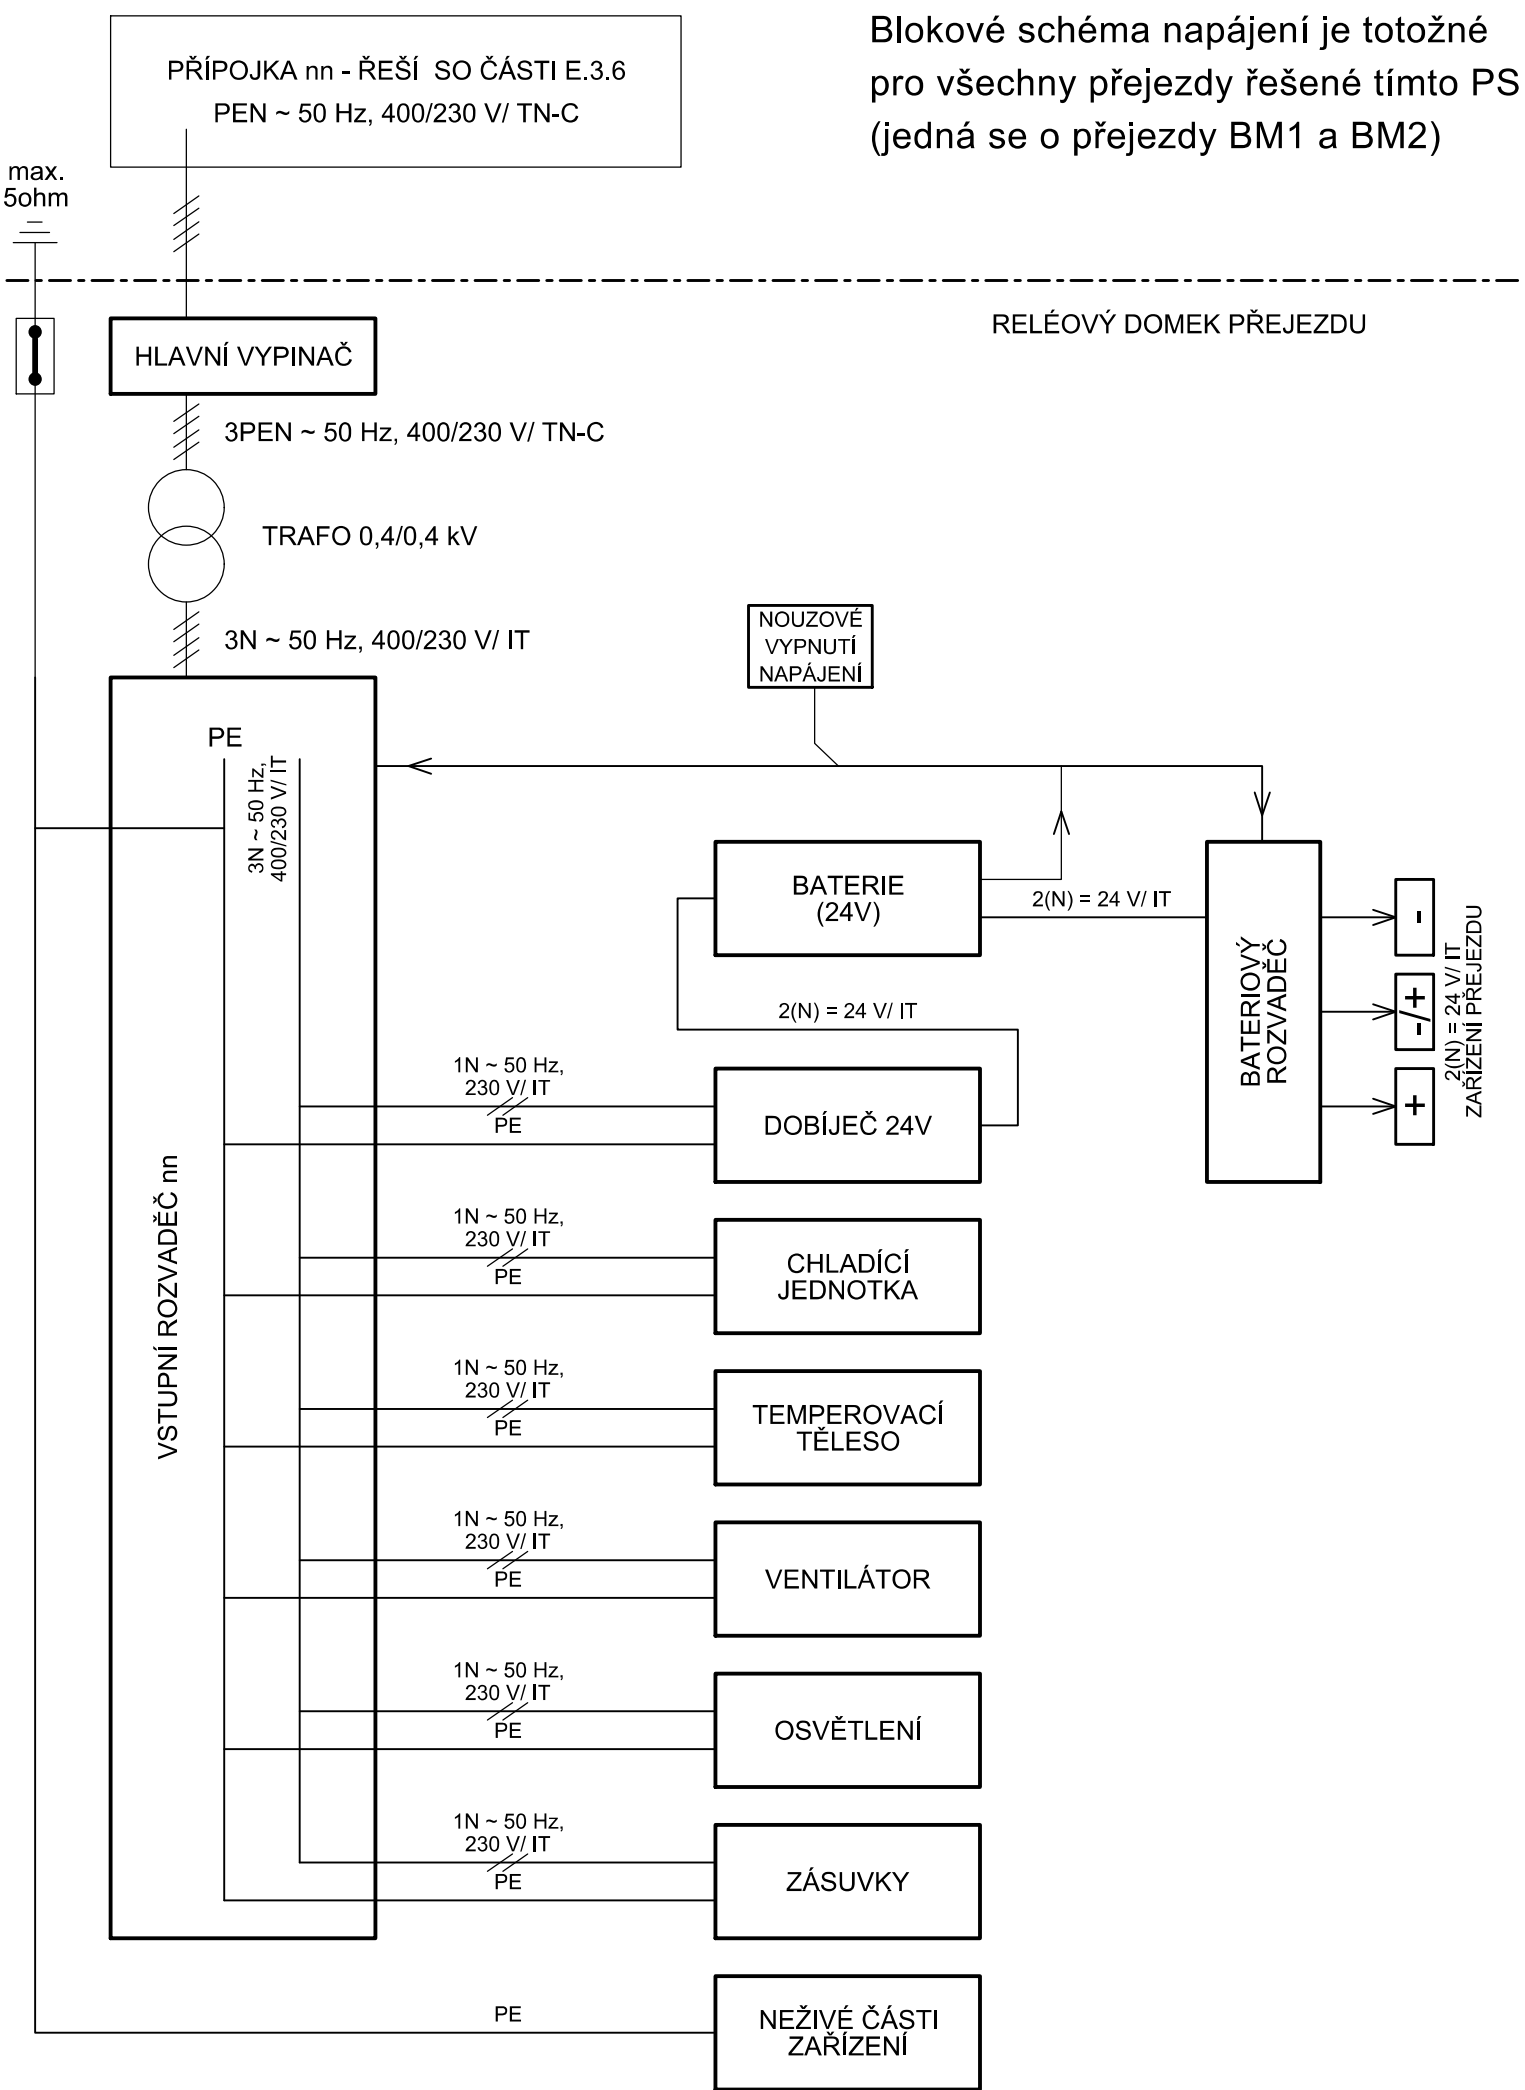 Blokové schéma napájení je totožné
pro všechny přejezdy řešené tímto PS
(jedná se o přejezdy BM1 a BM2)
PŘÍPOJKA nn - ŘEŠÍ SO ČÁSTI E.3.6
PEN ~ 50 Hz, 400/230 V/ TN-C
max.
5ohm
RELÉOVÝ DOMEK PŘEJEZDU
HLAVNÍ VYPINAČ
3PEN ~ 50 Hz, 400/230 V/ TN-C
TRAFO 0,4/0,4 kV
3N ~ 50 Hz, 400/230 V/ IT
NOUZOVÉ
VYPNUTÍ
NAPÁJENÍ
PE
3N ~ 50 Hz,
400/230 V/ IT
BATERIE
(24V)
2(N) = 24 V/ IT
BATERIOVÝ
ROZVADĚČ
-
-/+
+
2(N) = 24 V/ IT
ZAŘÍZENÍ PŘEJEZDU
2(N) = 24 V/ IT
VSTUPNÍ ROZVADĚČ nn
1N ~ 50 Hz,
230 V/ IT
PE
DOBÍJEČ 24V
1N ~ 50 Hz,
230 V/ IT
PE
CHLADÍCÍ
JEDNOTKA
1N ~ 50 Hz,
230 V/ IT
PE
TEMPEROVACÍ
TĚLESO
1N ~ 50 Hz,
230 V/ IT
PE
VENTILÁTOR
1N ~ 50 Hz,
230 V/ IT
PE
OSVĚTLENÍ
1N ~ 50 Hz,
230 V/ IT
PE
ZÁSUVKY
PE
NEŽIVÉ ČÁSTI
ZAŘÍZENÍ